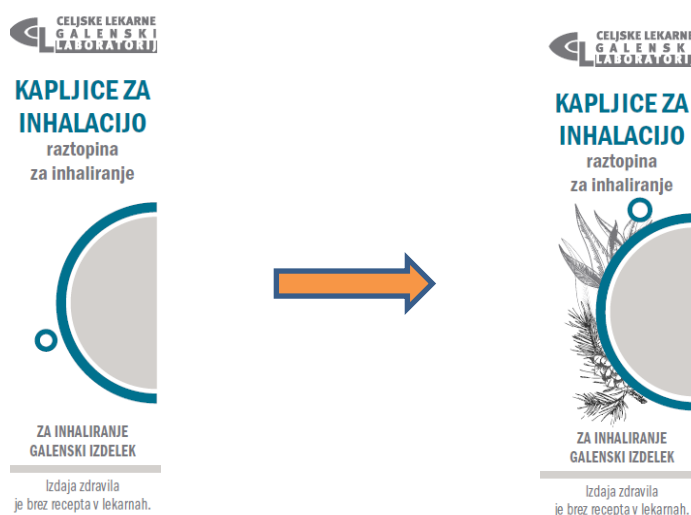 CELJSKE LEKARNE
GALENSKI
LABORATORIJ
KAPLJICE ZA
INHALACIJO
raztopina
za inhaliranje
ZA INHALIRANJE
GALENSKI IZDELEK
Izdaja zdravila
je brez recepta v lekarnah.
CELJSKE LEKARNE
GALENSKI
LABORATORIJ
KAPLJICE ZA
INHALACIJO
raztopina
za inhaliranje
ZA INHALIRANJE
GALENSKI IZDELEK
Izdaja zdravila
je brez recepta v lekarnah.